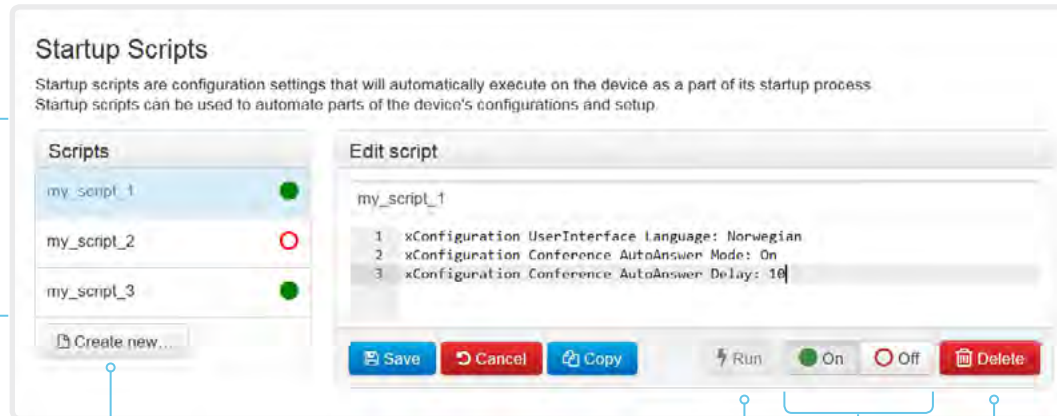 Startup Scripts
Startup scripts are configuration settings that will automatically execute on the device as a part of its startup process
Startup scripts can be used to automate parts of the device's configurations and setup.
Scripts
my_script_1
my_script_2
my_script_3
Create new...
Edit script
my_script_1
1 xConfiguration UserInterface Language: Norwegian
2 xConfiguration Conference AutoAnswer Mode: On
3 xConfiguration Conference AutoAnswer Delay: 10
Save Cancel Copy Run On Off Delete